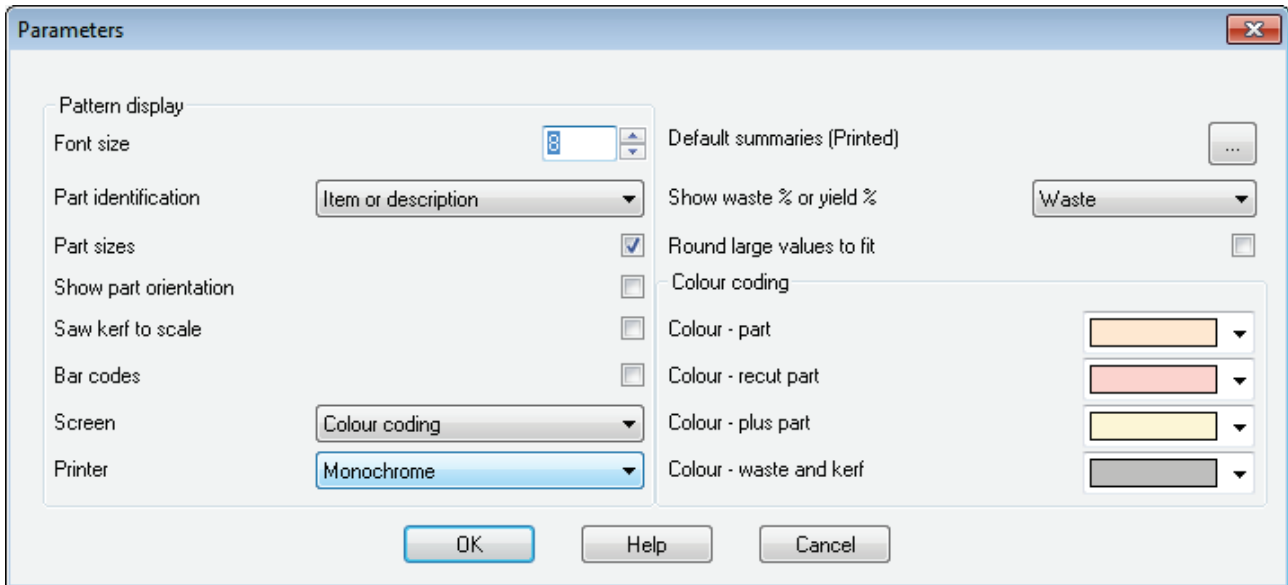 Parameters
Pattern display
Font size 8
Part identification Item or description
Part sizes
Show part orientation
Saw kerf to scale
Bar codes
Screen Colour coding
Printer Monochrome
Default summaries (Printed) ...
Show waste % or yield % Waste
Round large values to fit
Colour coding
Colour - part
Colour - recut part
Colour - plus part
Colour - waste and kerf
OK Help Cancel